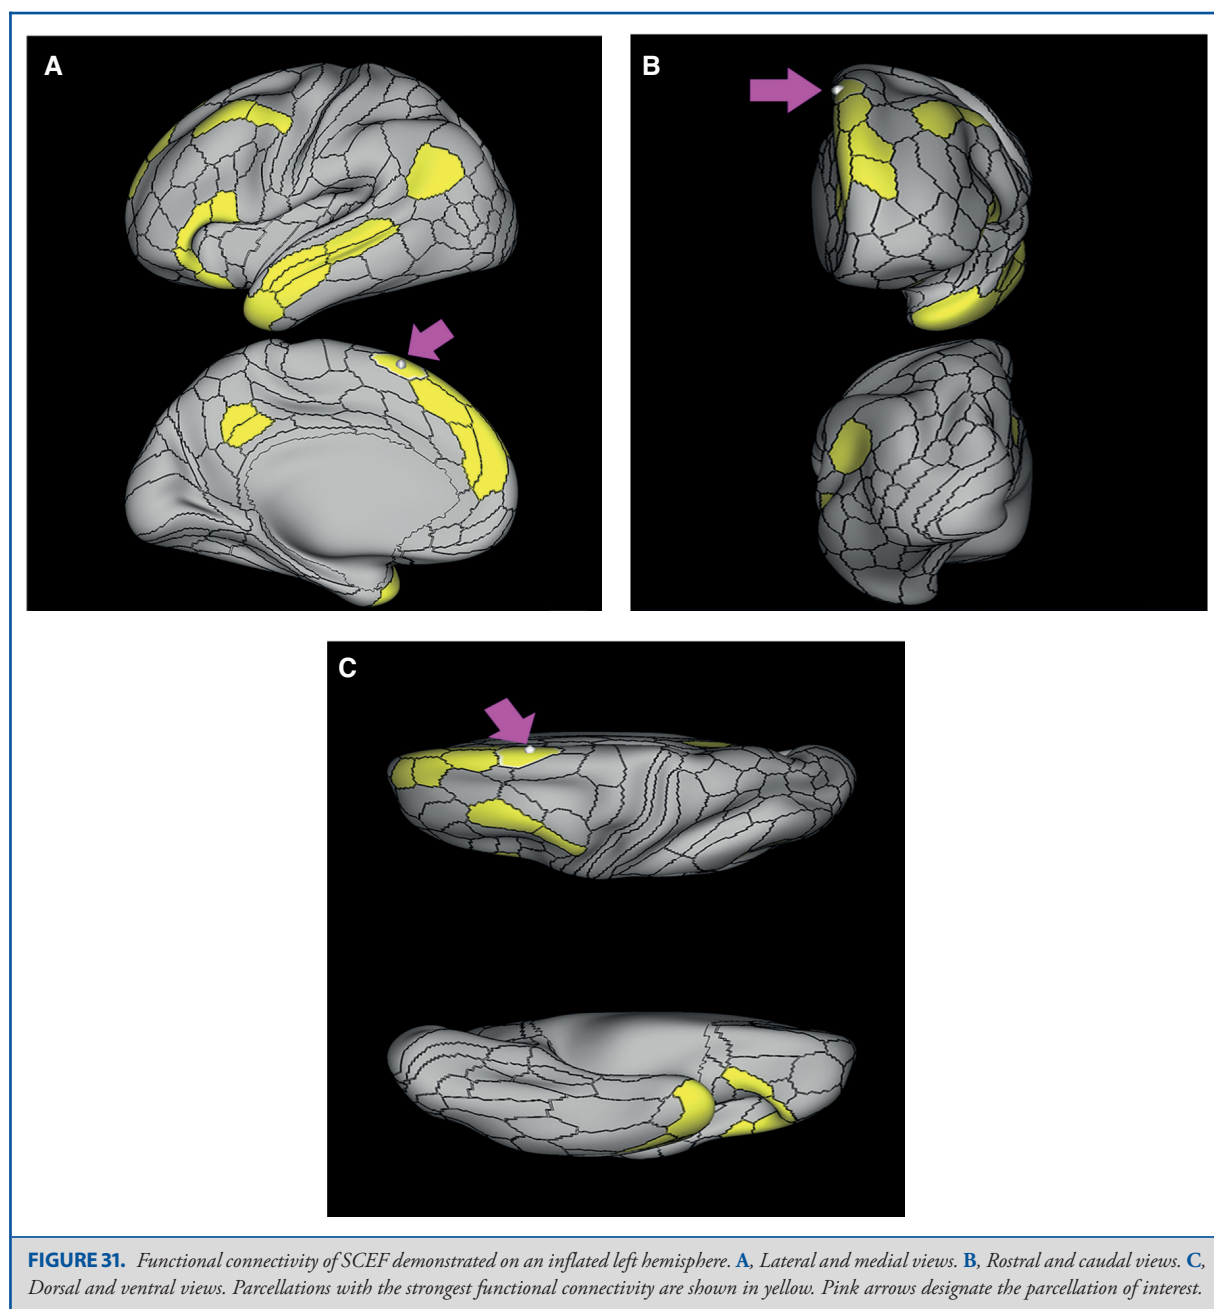 A
B
C
FIGURE 31. Functional connectivity of SCEF demonstrated on an inflated left hemisphere. A, Lateral and medial views. B, Rostral and caudal views. C,
Dorsal and ventral views. Parcellations with the strongest functional connectivity are shown in yellow. Pink arrows designate the parcellation of interest.